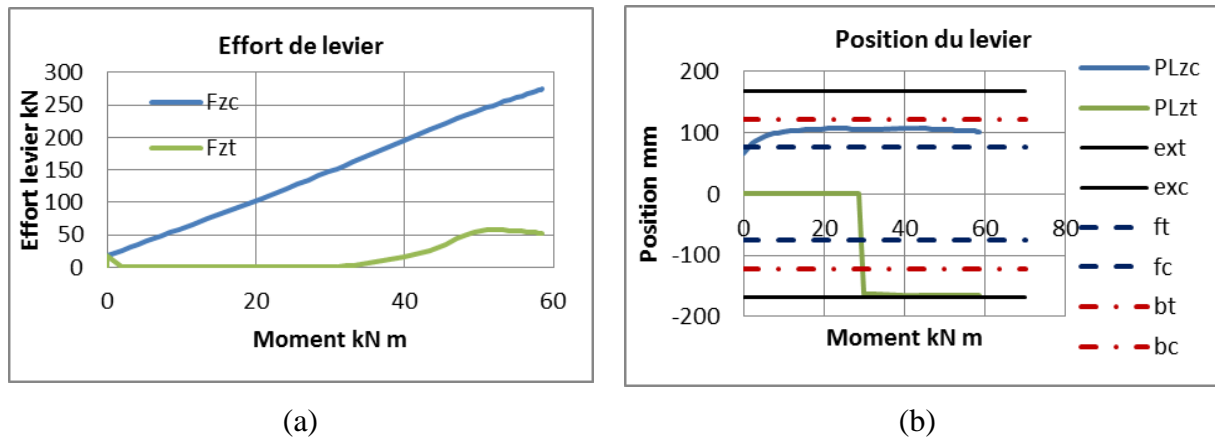 Effort de levier
300
250
200
150
100
50
0
Effort levier kN
Fzc
Fzt
0 20 40 60
Moment kN m
(a)
Position du levier
200
100
0
-100
-200
Position mm
0 20 40 60 80
Moment kN m
PLzc
PLzt
ext
exc
ft
fc
bt
bc
(b)